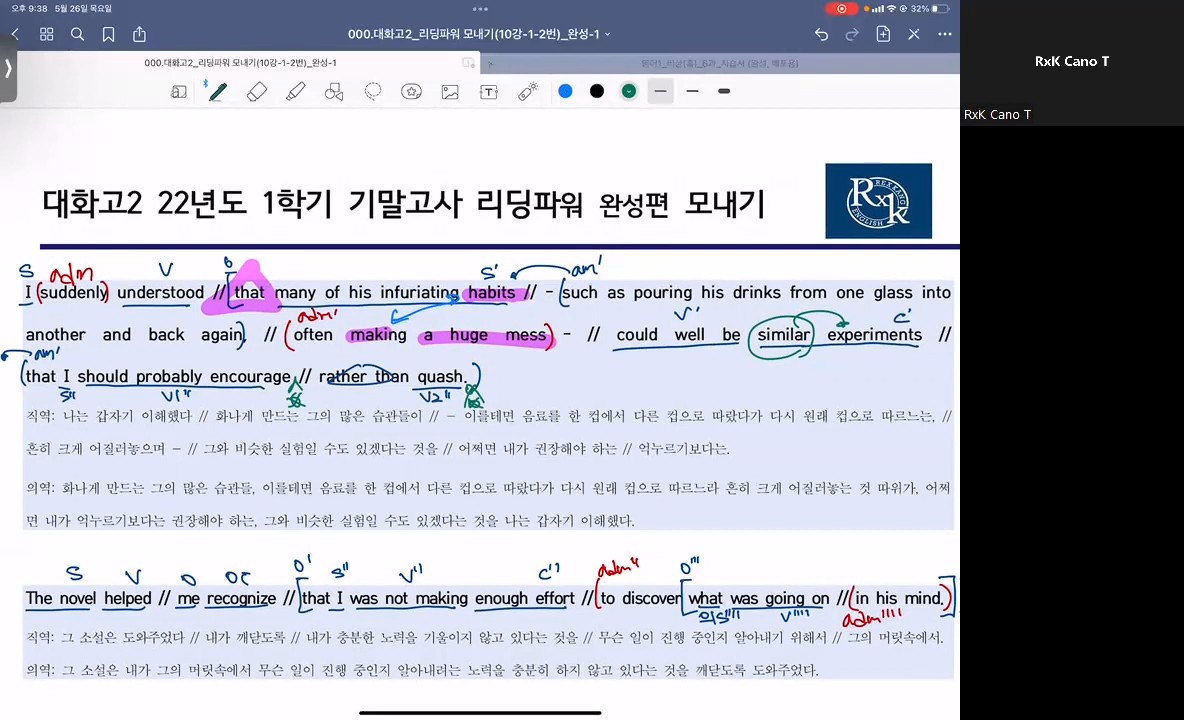 오후 9:38 5월 26일 목요일
32%
000.대화고2_리딩파워 모내기(10강-1-2번)_완성-1
000.대화고2_리딩파워 모내기(10강-1-2번)_완성-1
RxK Cano T
RxK Cano T
대화고2 22년도 1학기 기말고사 리딩파워 완성편 모내기
REXKANG
RxK
ENGLISH
S adm V S' am'
I (suddenly) understood // [that many of his infuriating habits // - (such as pouring his drinks from one glass into
adm' V' C'
another and back again), // (often making a huge mess) - // could well be similar experiments //
am'
(that I should probably encourage // rather than quash.)
S" V1" V2"
직역: 나는 갑자기 이해했다 // 화나게 만드는 그의 많은 습관들이 // - 이를테면 음료를 한 컵에서 다른 컵으로 따랐다가 다시 원래 컵으로 따르느는, //
흔히 크게 어질러놓으며 - // 그와 비슷한 실험일 수도 있겠다는 것을 // 어쩌면 내가 권장해야 하는 // 억누르기보다는.
의역: 화나게 만드는 그의 많은 습관들, 이를테면 음료를 한 컵에서 다른 컵으로 따랐다가 다시 원래 컵으로 따르느라 흔히 크게 어질러놓는 것 따위가, 어쩌
면 내가 억누르기보다는 권장해야 하는, 그와 비슷한 실험일 수도 있겠다는 것을 나는 갑자기 이해했다.
S V O OC O' S" V" C" adm" O'"
The novel helped // me recognize // [that I was not making enough effort // (to discover [what was going on // (in his mind.)]
의S"" V"" adm""
직역: 그 소설은 도와주었다 // 내가 깨닫도록 // 내가 충분한 노력을 기울이지 않고 있다는 것을 // 무슨 일이 진행 중인지 알아내기 위해서 // 그의 머릿속에서.
의역: 그 소설은 내가 그의 머릿속에서 무슨 일이 진행 중인지 알아내려는 노력을 충분히 하지 않고 있다는 것을 깨닫도록 도와주었다.